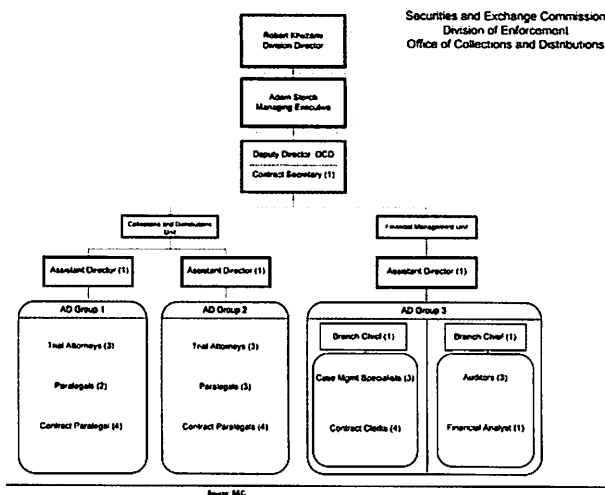 Securities and Exchange Commission
Division of Enforcement
Office of Collections and Distributions
Robert Khuzami
Division Director
Adam Storch
Managing Executive
Deputy Director OCD
Contract Secretary (1)
Collections and Distributions
Unit
Financial Management Unit
Assistant Director (1)
Assistant Director (1)
Assistant Director (1)
AD Group 1
AD Group 2
AD Group 3
Trial Attorneys (3)
Paralegals (2)
Contract Paralegal (4)
Trial Attorneys (3)
Paralegals (3)
Contract Paralegals (4)
Branch Chief (1)
Case Mgmt Specialists (3)
Contract Clerks (4)
Branch Chief (1)
Auditors (3)
Financial Analyst (1)
Source: SEC